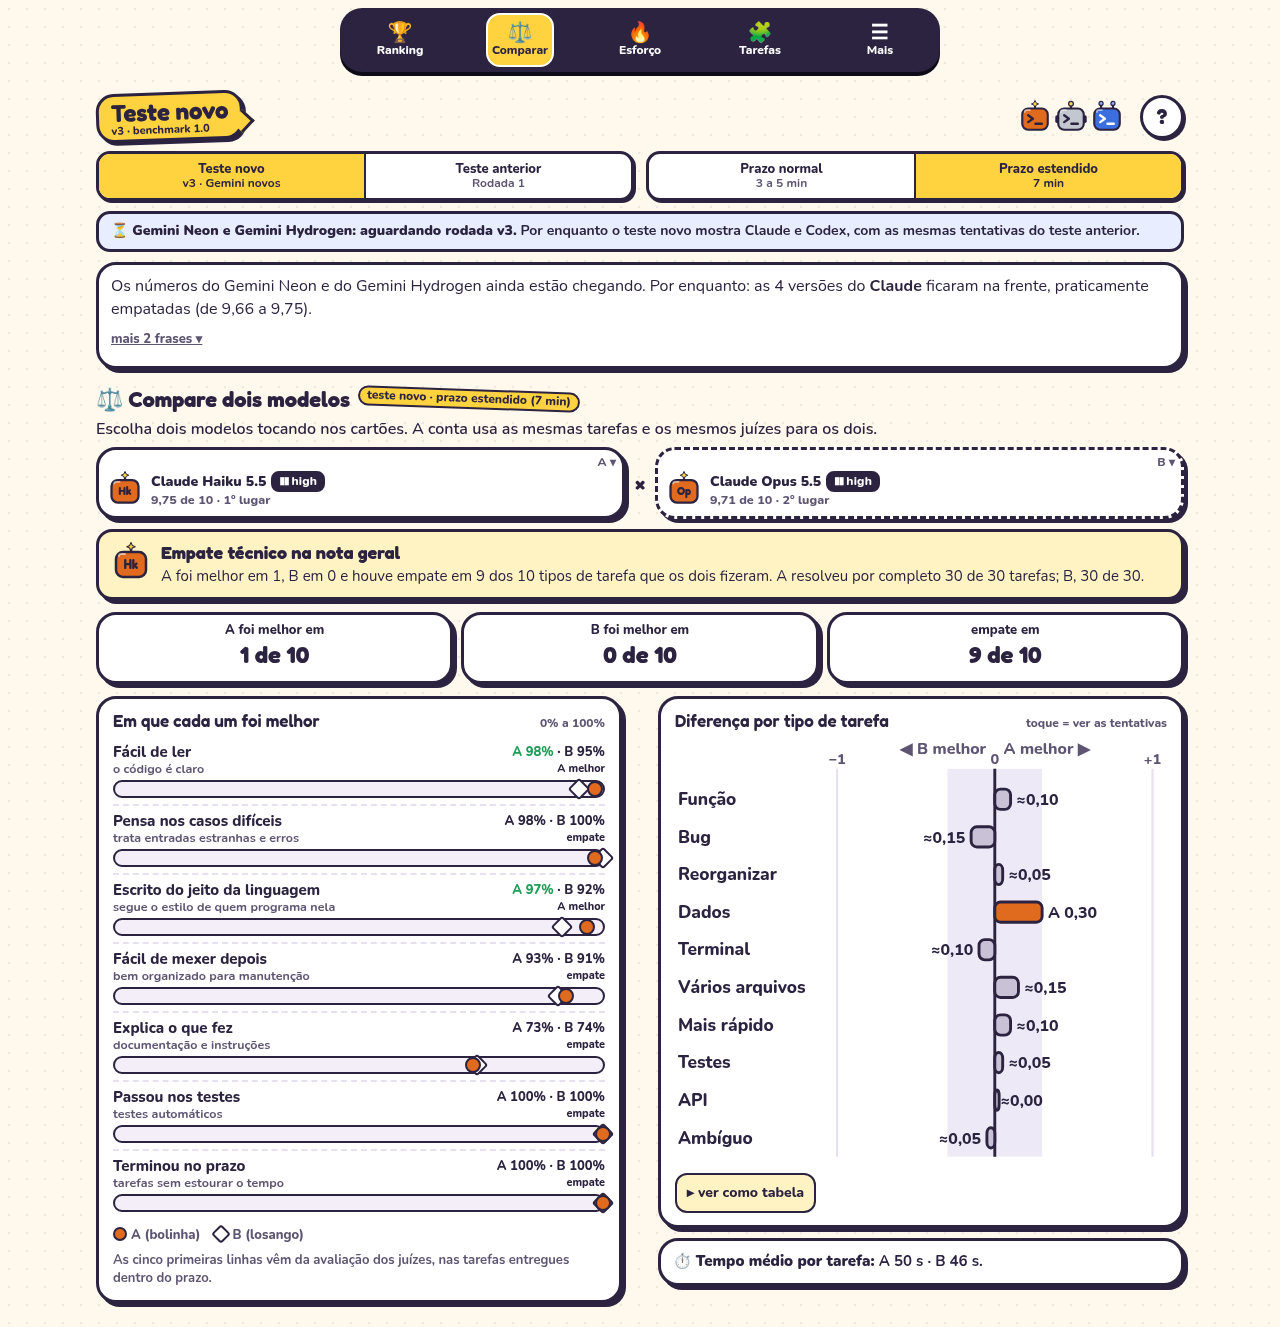 🏆 Ranking
⚖️ Comparar
🔥 Esforço
🧩 Tarefas
☰ Mais
Teste novo
v3 · benchmark 1.0
?
Teste novo
v3 · Gemini novos
Teste anterior
Rodada 1
Prazo normal
3 a 5 min
Prazo estendido
7 min
⏳ Gemini Neon e Gemini Hydrogen: aguardando rodada v3. Por enquanto o teste novo mostra Claude e Codex, com as mesmas tentativas do teste anterior.
Os números do Gemini Neon e do Gemini Hydrogen ainda estão chegando. Por enquanto: as 4 versões do Claude ficaram na frente, praticamente
empatadas (de 9,66 a 9,75).
mais 2 frases ▾
⚖️ Compare dois modelos
teste novo · prazo estendido (7 min)
Escolha dois modelos tocando nos cartões. A conta usa as mesmas tarefas e os mesmos juízes para os dois.
A ▾
Hk
Claude Haiku 5.5 high
9,75 de 10 · 1º lugar
×
B ▾
Op
Claude Opus 5.5 high
9,71 de 10 · 2º lugar
Hk
Empate técnico na nota geral
A foi melhor em 1, B em 0 e houve empate em 9 dos 10 tipos de tarefa que os dois fizeram. A resolveu por completo 30 de 30 tarefas; B, 30 de 30.
A foi melhor em
1 de 10
B foi melhor em
0 de 10
empate em
9 de 10
Em que cada um foi melhor
0% a 100%
Fácil de ler
A 98% · B 95%
o código é claro
A melhor
Pensa nos casos difíceis
A 98% · B 100%
trata entradas estranhas e erros
empate
Escrito do jeito da linguagem
A 97% · B 92%
segue o estilo de quem programa nela
A melhor
Fácil de mexer depois
A 93% · B 91%
bem organizado para manutenção
empate
Explica o que fez
A 73% · B 74%
documentação e instruções
empate
Passou nos testes
A 100% · B 100%
testes automáticos
empate
Terminou no prazo
A 100% · B 100%
tarefas sem estourar o tempo
empate
A (bolinha) B (losango)
As cinco primeiras linhas vêm da avaliação dos juízes, nas tarefas entregues
dentro do prazo.
Diferença por tipo de tarefa
toque = ver as tentativas
◀ B melhor A melhor ▶
−1 0 +1
Função ≈0,10
Bug ≈0,15
Reorganizar ≈0,05
Dados A 0,30
Terminal ≈0,10
Vários arquivos ≈0,15
Mais rápido ≈0,10
Testes ≈0,05
API ≈0,00
Ambíguo ≈0,05
▸ ver como tabela
⏱️ Tempo médio por tarefa: A 50 s · B 46 s.